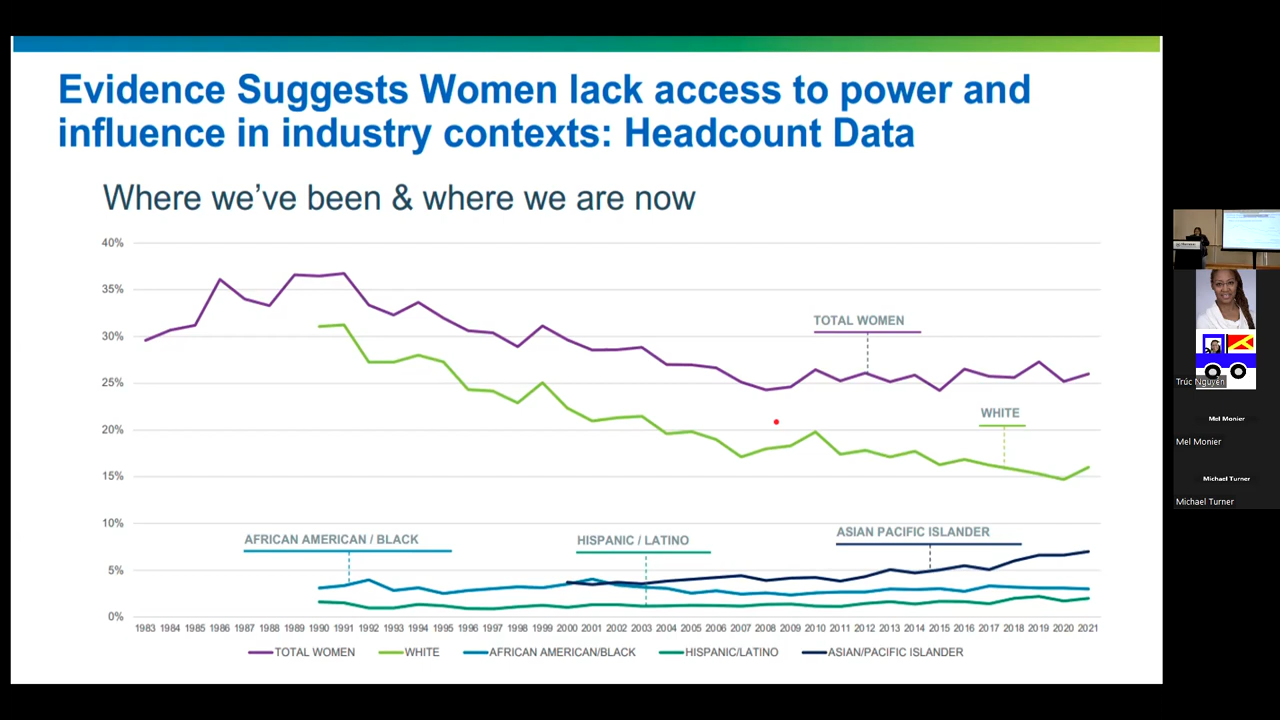 Evidence Suggests Women lack access to power and
influence in industry contexts: Headcount Data
Where we've been & where we are now
40%
35%
30%
25%
20%
15%
10%
5%
0%
TOTAL WOMEN
WHITE
AFRICAN AMERICAN / BLACK
HISPANIC / LATINO
ASIAN PACIFIC ISLANDER
1983 1984 1985 1986 1987 1988 1989 1990 1991 1992 1993 1994 1995 1996 1997 1998 1999 2000 2001 2002 2003 2004 2005 2006 2007 2008 2009 2010 2011 2012 2013 2014 2015 2016 2017 2018 2019 2020 2021
TOTAL WOMEN WHITE AFRICAN AMERICAN/BLACK HISPANIC/LATINO ASIAN/PACIFIC ISLANDER
Trúc Nguyễn
Mel Monier
Mel Monier
Michael Turner
Michael Turner